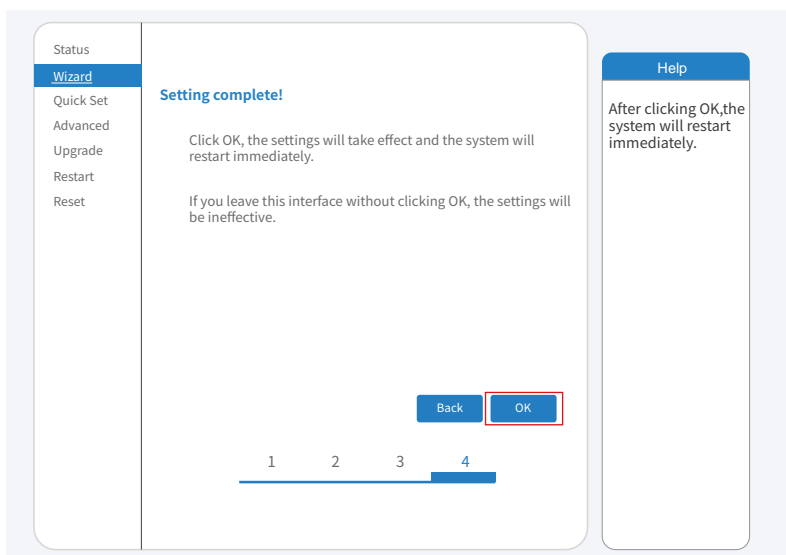 Status
Wizard
Quick Set
Advanced
Upgrade
Restart
Reset
Setting complete!
Click OK, the settings will take effect and the system will
restart immediately.
If you leave this interface without clicking OK, the settings will
be ineffective.
Back
OK
1 2 3 4
Help
After clicking OK,the
system will restart
immediately.